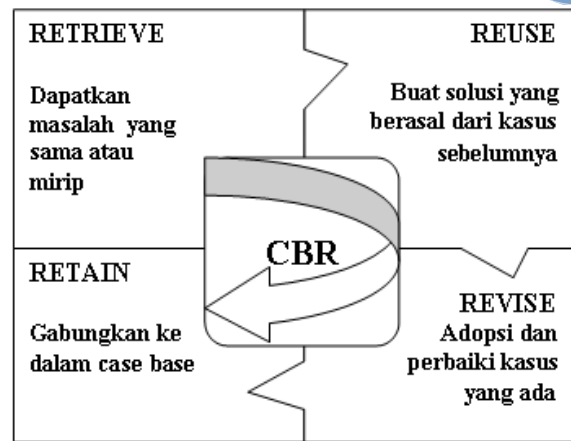 RETRIEVE
Dapatkan
masalah yang
sama atau
mirip
REUSE
Buat solusi yang
berasal dari kasus
sebelumnya
CBR
RETAIN
Gabungkan ke
dalam case base
REVISE
Adopsi dan
perbaiki kasus
yang ada